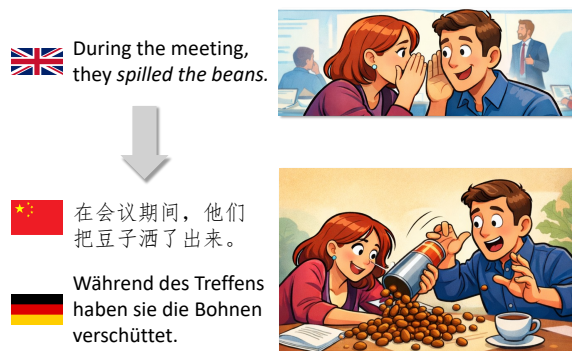 During the meeting,
they spilled the beans.
在会议期间，他们
把豆子洒了出来。
Während des Treffens
haben sie die Bohnen
verschüttet.